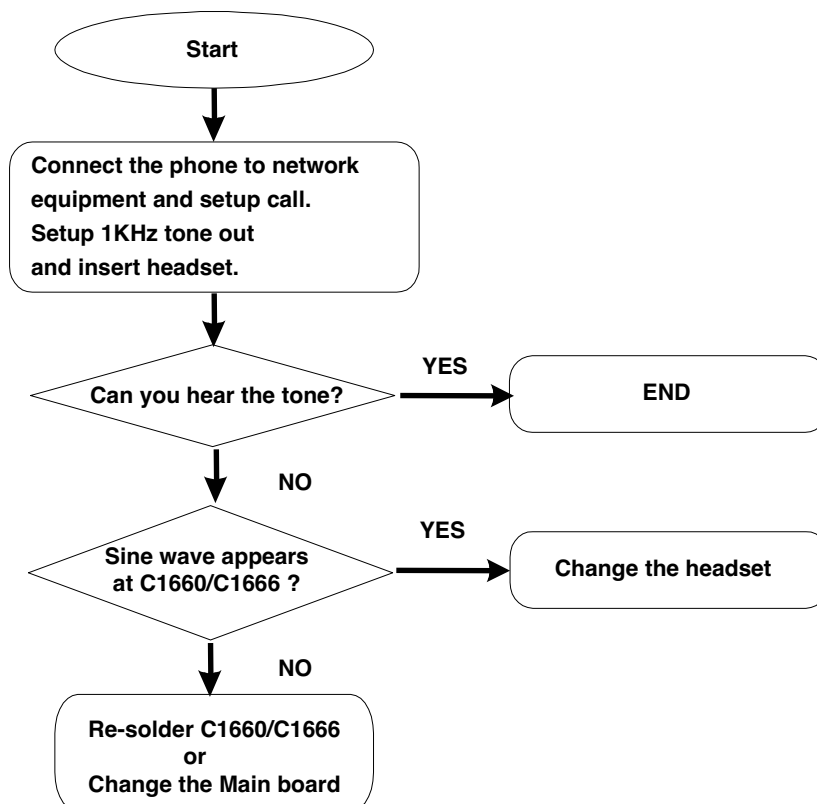 Start
Connect the phone to network
equipment and setup call.
Setup 1KHz tone out
and insert headset.
Can you hear the tone?
YES
END
NO
Sine wave appears
at C1660/C1666 ?
YES
Change the headset
NO
Re-solder C1660/C1666
or
Change the Main board